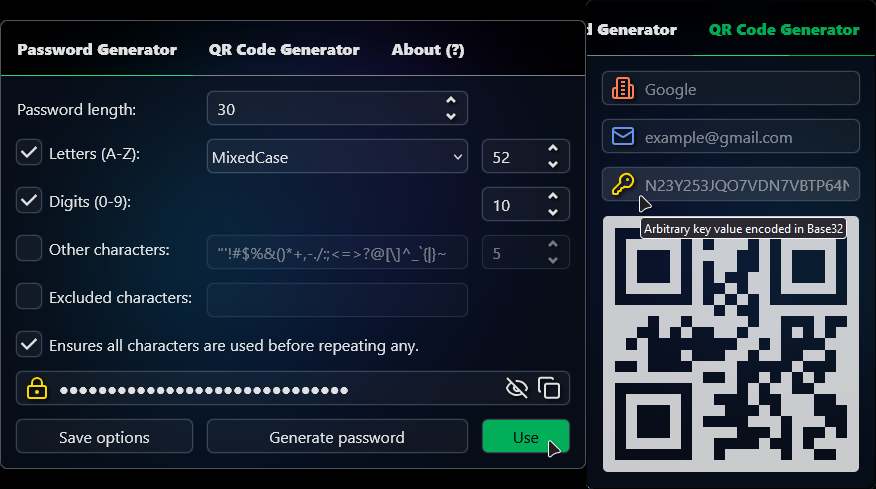 Password Generator QR Code Generator About (?)
Password length: 30
Letters (A-Z): MixedCase 52
Digits (0-9): 10
Other characters: "'!#$%&()*+,-./:;<=>?@[\]^_`{|}~ 5
Excluded characters:
Ensures all characters are used before repeating any.
Save options Generate password Use
d Generator QR Code Generator
Google
example@gmail.com
N23Y253JQO7VDN7VBTP64N
Arbitrary key value encoded in Base32